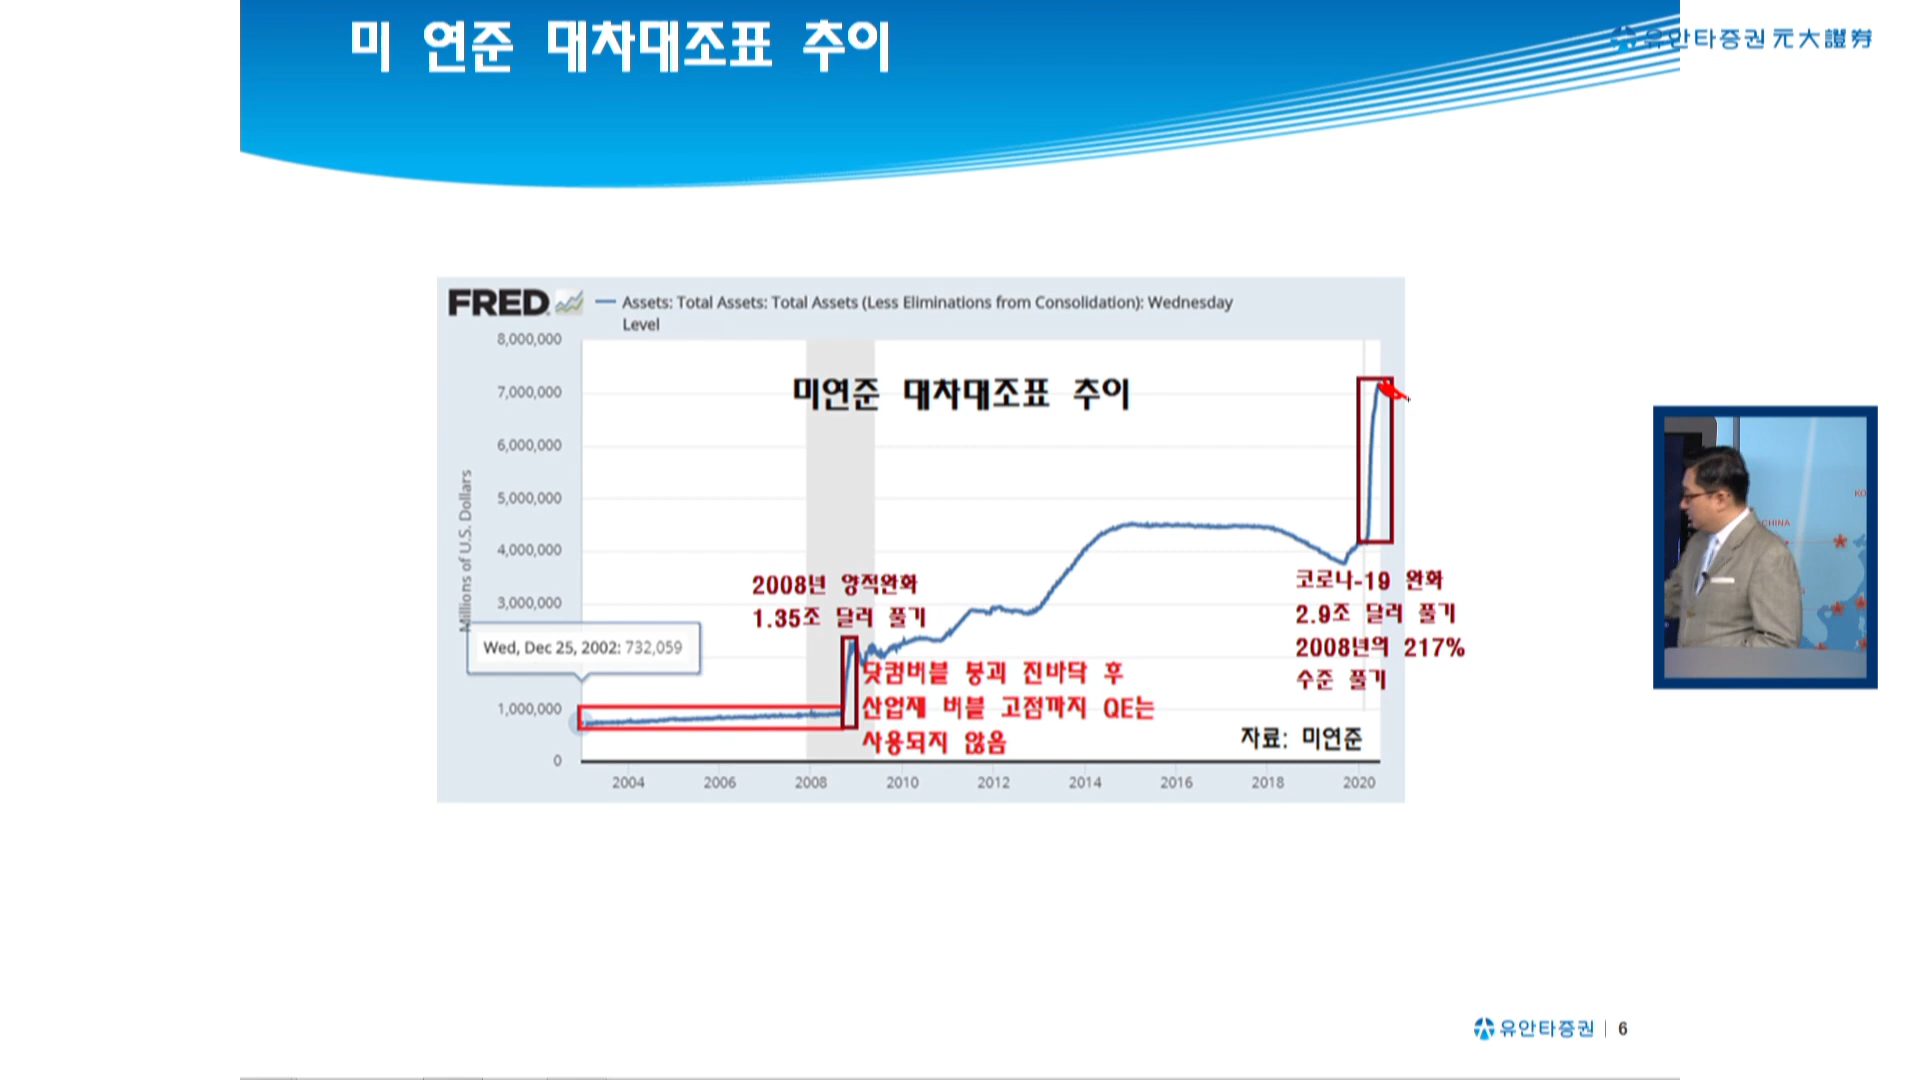 미 연준 대차대조표 추이
유안타증권 元大證券
FRED
Assets: Total Assets: Total Assets (Less Eliminations from Consolidation): Wednesday
Level
8,000,000
7,000,000
6,000,000
5,000,000
4,000,000
3,000,000
1,000,000
0
Millions of U.S. Dollars
미연준 대차대조표 추이
2008년 양적완화
1.35조 달러 풀기
Wed, Dec 25, 2002: 732,059
닷컴버블 붕괴 진바닥 후
산업재 버블 고점까지 QE는
사용되지 않음
코로나-19 완화
2.9조 달러 풀기
2008년의 217%
수준 풀기
자료: 미연준
2004
2006
2008
2010
2012
2014
2016
2018
2020
KO
CHINA
유안타증권 | 6